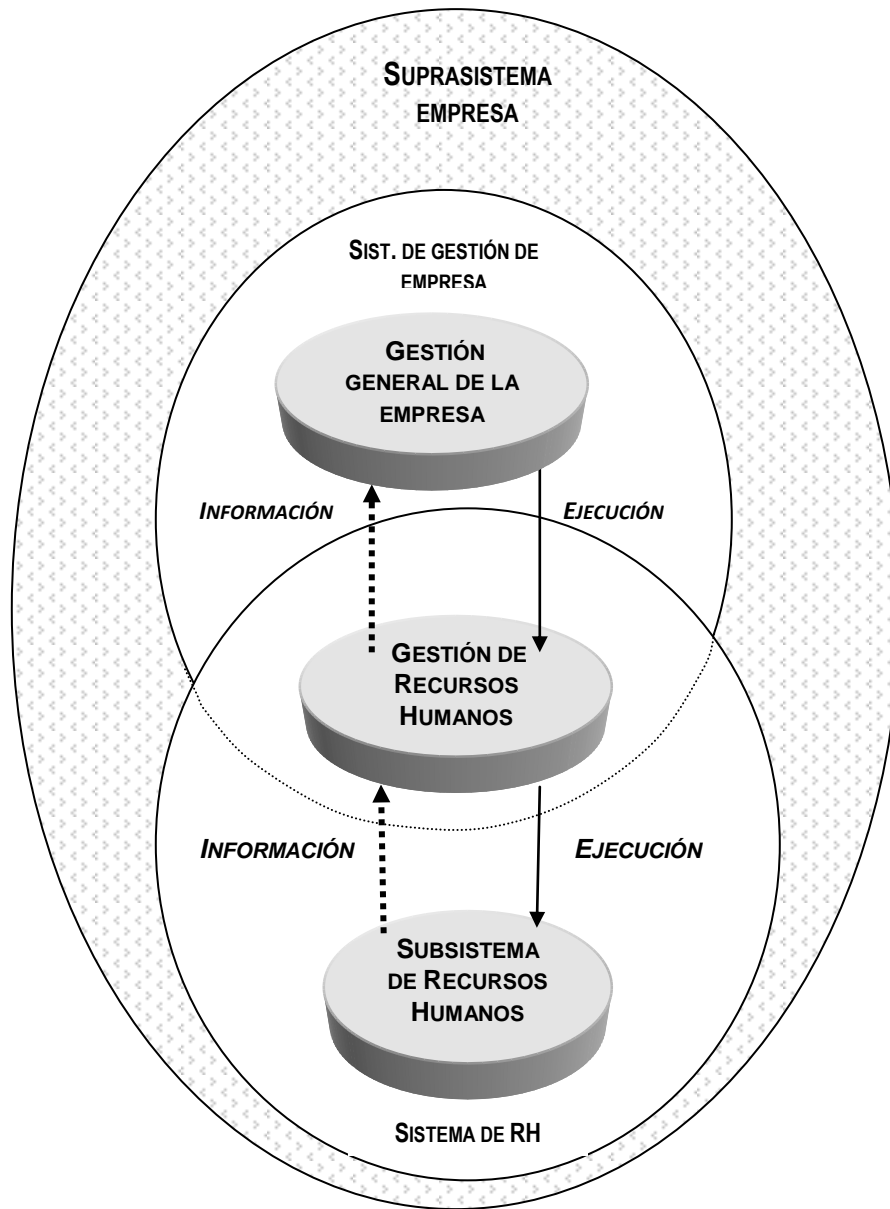 SUPRASISTEMA
EMPRESA
SIST. DE GESTIÓN DE
EMPRESA
GESTIÓN
GENERAL DE LA
EMPRESA
INFORMACIÓN
EJECUCIÓN
GESTIÓN DE
RECURSOS
HUMANOS
INFORMACIÓN
EJECUCIÓN
SUBSISTEMA
DE RECURSOS
HUMANOS
SISTEMA DE RH